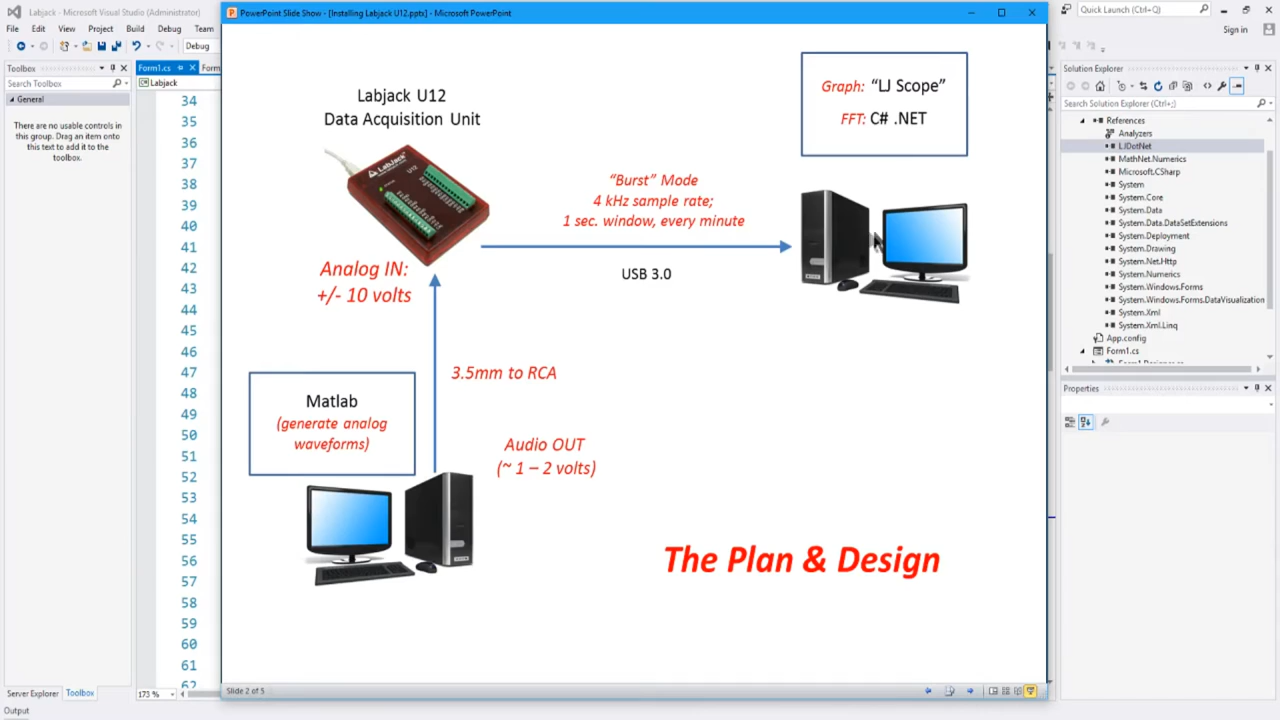 Labjack - Microsoft Visual Studio (Administrator)
File Edit View Project Build Debug Team
Debug
Toolbox
Search Toolbox
General
There are no usable controls in
this group. Drag an item onto
this text to add it to the
toolbox.
Server Explorer Toolbox
Output
Form1.cs Form
Labjack
34
35
36
37
38
39
40
41
42
43
44
45
46
47
48
49
50
51
52
53
54
55
56
57
58
59
60
61
62
173 %
PowerPoint Slide Show - [Installing Labjack U12.pptx] - Microsoft PowerPoint
Labjack U12
Data Acquisition Unit
LabJack
U12
Graph: “LJ Scope”
FFT: C# .NET
“Burst” Mode
4 kHz sample rate;
1 sec. window, every minute
USB 3.0
Analog IN:
+/- 10 volts
3.5mm to RCA
Matlab
(generate analog
waveforms)
Audio OUT
(~ 1 – 2 volts)
The Plan & Design
Slide 2 of 5
Quick Launch (Ctrl+Q)
Sign in
Solution Explorer
Search Solution Explorer (Ctrl+;)
References
Analyzers
LJDotNet
MathNet.Numerics
Microsoft.CSharp
System
System.Core
System.Data
System.Data.DataSetExtensions
System.Deployment
System.Drawing
System.Net.Http
System.Numerics
System.Windows.Forms
System.Windows.Forms.DataVisualization
System.Xml
System.Xml.Linq
App.config
Form1.cs
Form1.Designer.cs
Properties